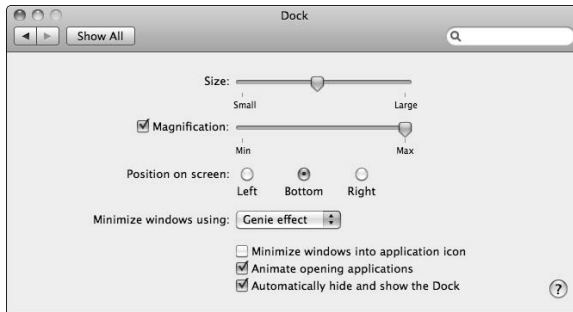 Dock
Show All
Size:
Small Large
Magnification:
Min Max
Position on screen:
Left Bottom Right
Minimize windows using: Genie effect
Minimize windows into application icon
Animate opening applications
Automatically hide and show the Dock
?